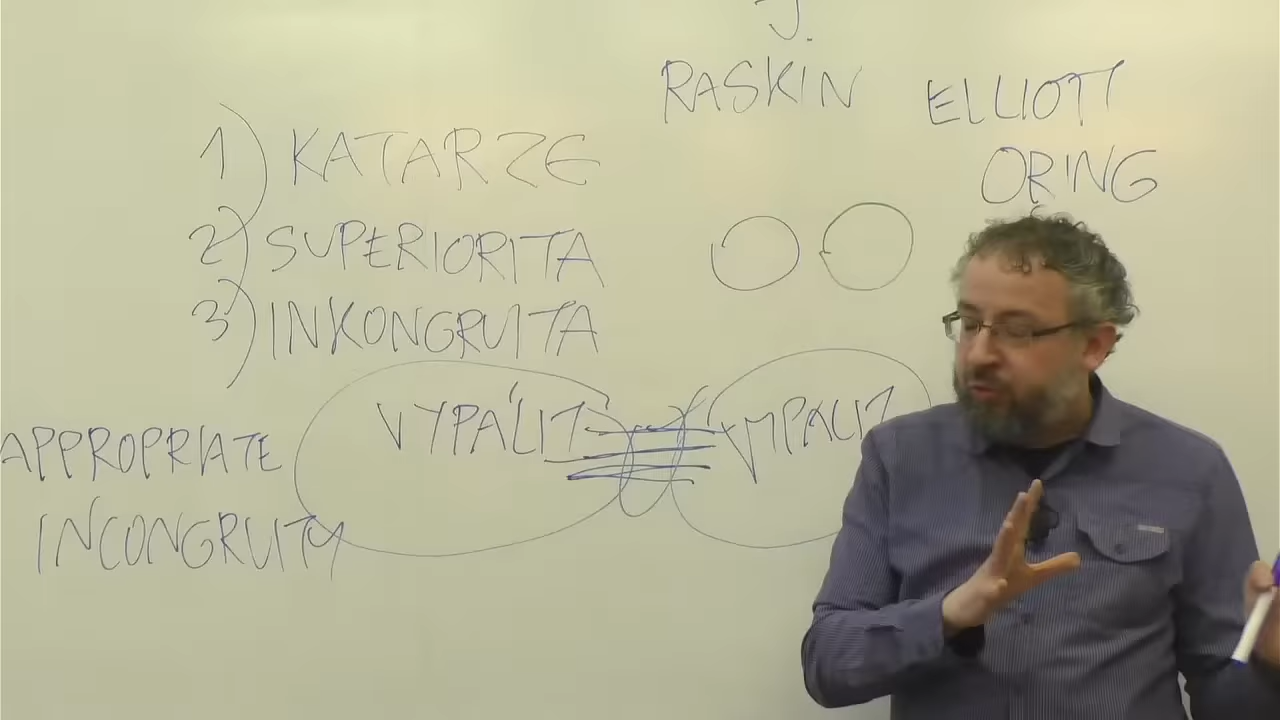 J.
RASKIN
ELLIOTT
ORING
1) KATARZE
2) SUPERIORITA
3) INKONGRUITA
VYPÁLIT
APPROPRIATE
INCONGRUITY